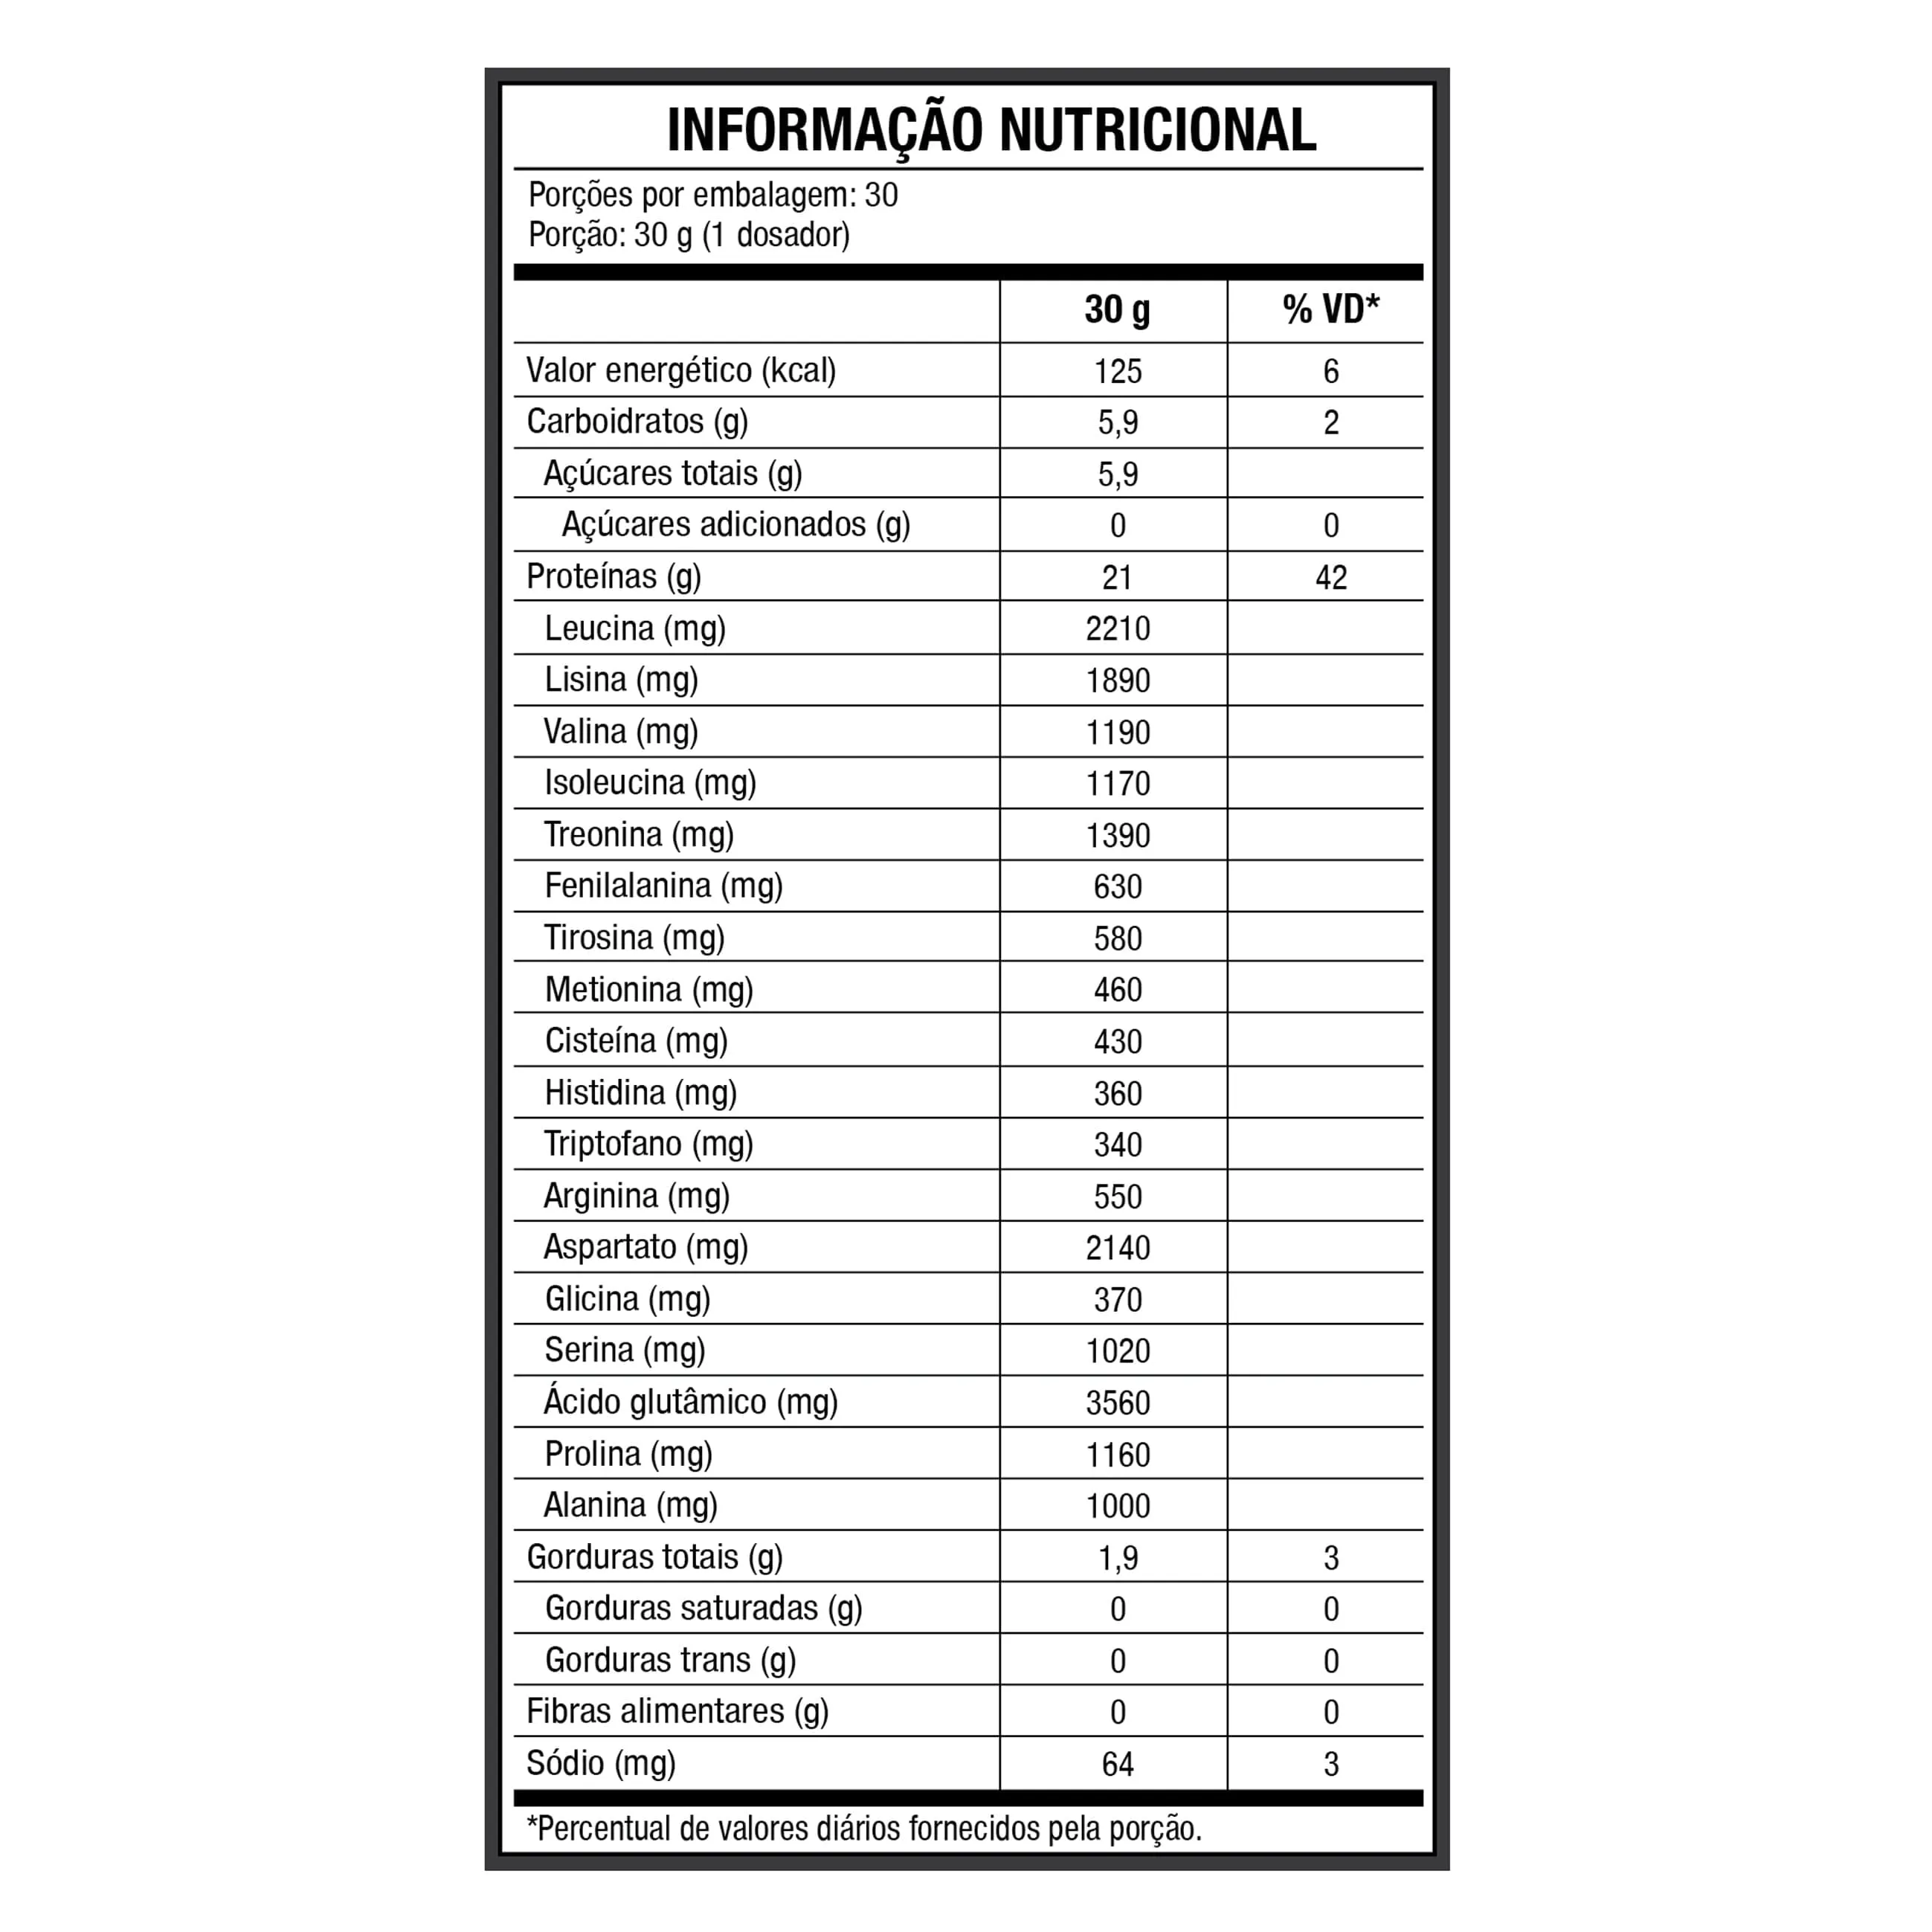 INFORMAÇÃO NUTRICIONAL
Porções por embalagem: 30
Porção: 30 g (1 dosador)
30 g % VD*
Valor energético (kcal) 125 6
Carboidratos (g) 5,9 2
Açúcares totais (g) 5,9
Açúcares adicionados (g) 0 0
Proteínas (g) 21 42
Leucina (mg) 2210
Lisina (mg) 1890
Valina (mg) 1190
Isoleucina (mg) 1170
Treonina (mg) 1390
Fenilalanina (mg) 630
Tirosina (mg) 580
Metionina (mg) 460
Cisteína (mg) 430
Histidina (mg) 360
Triptofano (mg) 340
Arginina (mg) 550
Aspartato (mg) 2140
Glicina (mg) 370
Serina (mg) 1020
Ácido glutâmico (mg) 3560
Prolina (mg) 1160
Alanina (mg) 1000
Gorduras totais (g) 1,9 3
Gorduras saturadas (g) 0 0
Gorduras trans (g) 0 0
Fibras alimentares (g) 0 0
Sódio (mg) 64 3
*Percentual de valores diários fornecidos pela porção.